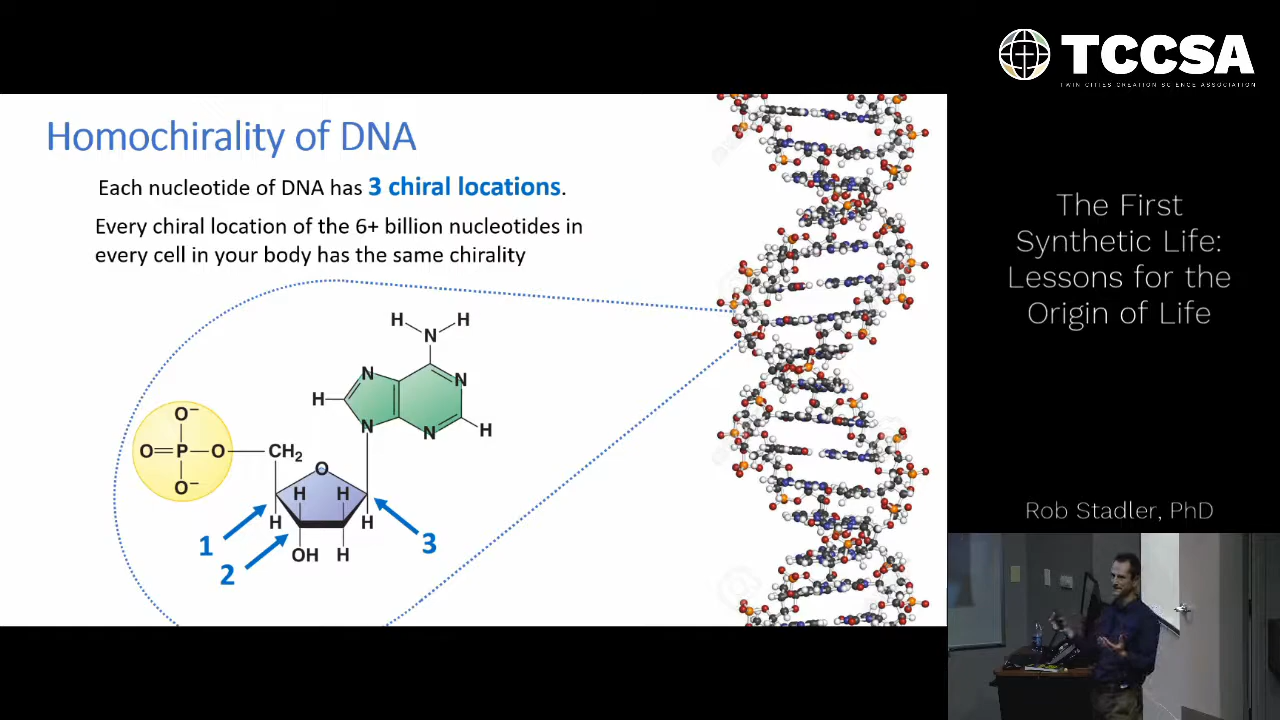 TCCSA
TWIN CITIES CREATION SCIENCE ASSOCIATION
Homochirality of DNA
Each nucleotide of DNA has 3 chiral locations.
Every chiral location of the 6+ billion nucleotides in
every cell in your body has the same chirality
The First
Synthetic Life:
Lessons for the
Origin of Life
H H
N
N N
H
N N H
O⁻
O=P–O CH₂
O⁻
O
H H
H H
1 2 3
OH H
Rob Stadler, PhD